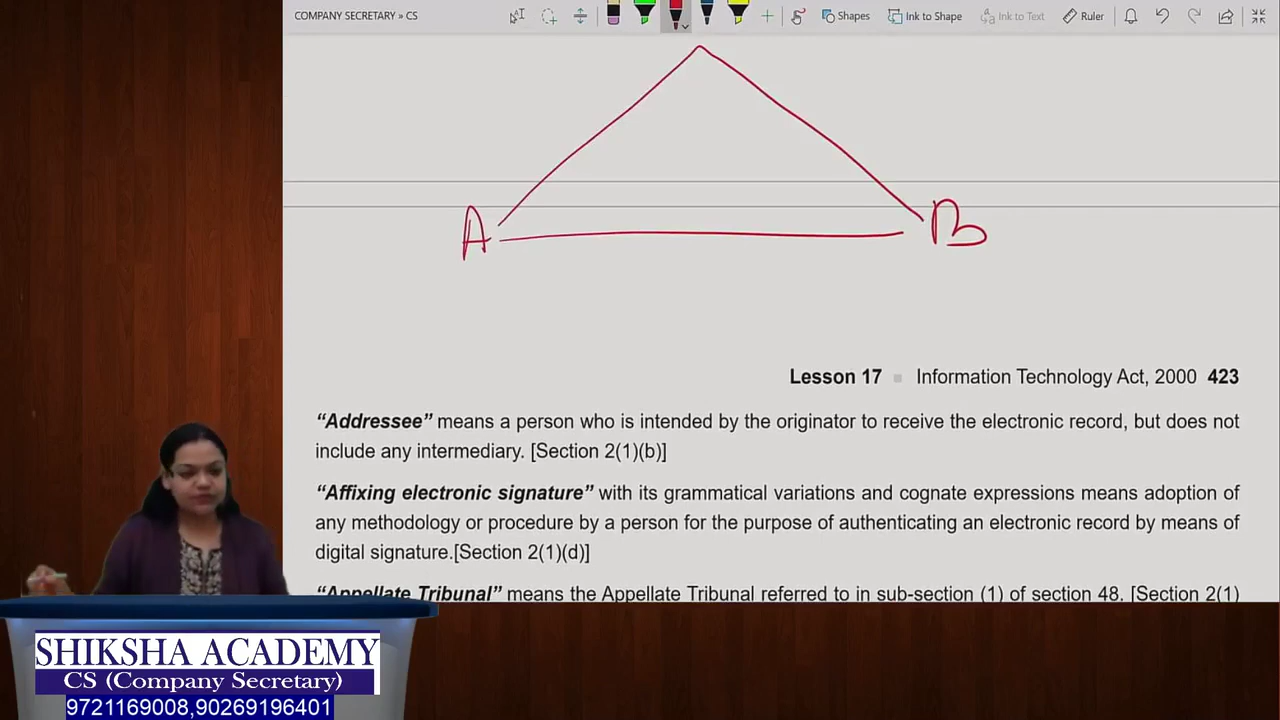 COMPANY SECRETARY » CS
Shapes
Ink to Shape
Ink to Text
Ruler
A
B
Lesson 17 ■ Information Technology Act, 2000 423
“Addressee” means a person who is intended by the originator to receive the electronic record, but does not
include any intermediary. [Section 2(1)(b)]
“Affixing electronic signature” with its grammatical variations and cognate expressions means adoption of
any methodology or procedure by a person for the purpose of authenticating an electronic record by means of
digital signature.[Section 2(1)(d)]
“Appellate Tribunal” means the Appellate Tribunal referred to in sub-section (1) of section 48. [Section 2(1)
SHIKSHA ACADEMY
CS (Company Secretary)
9721169008,90269196401